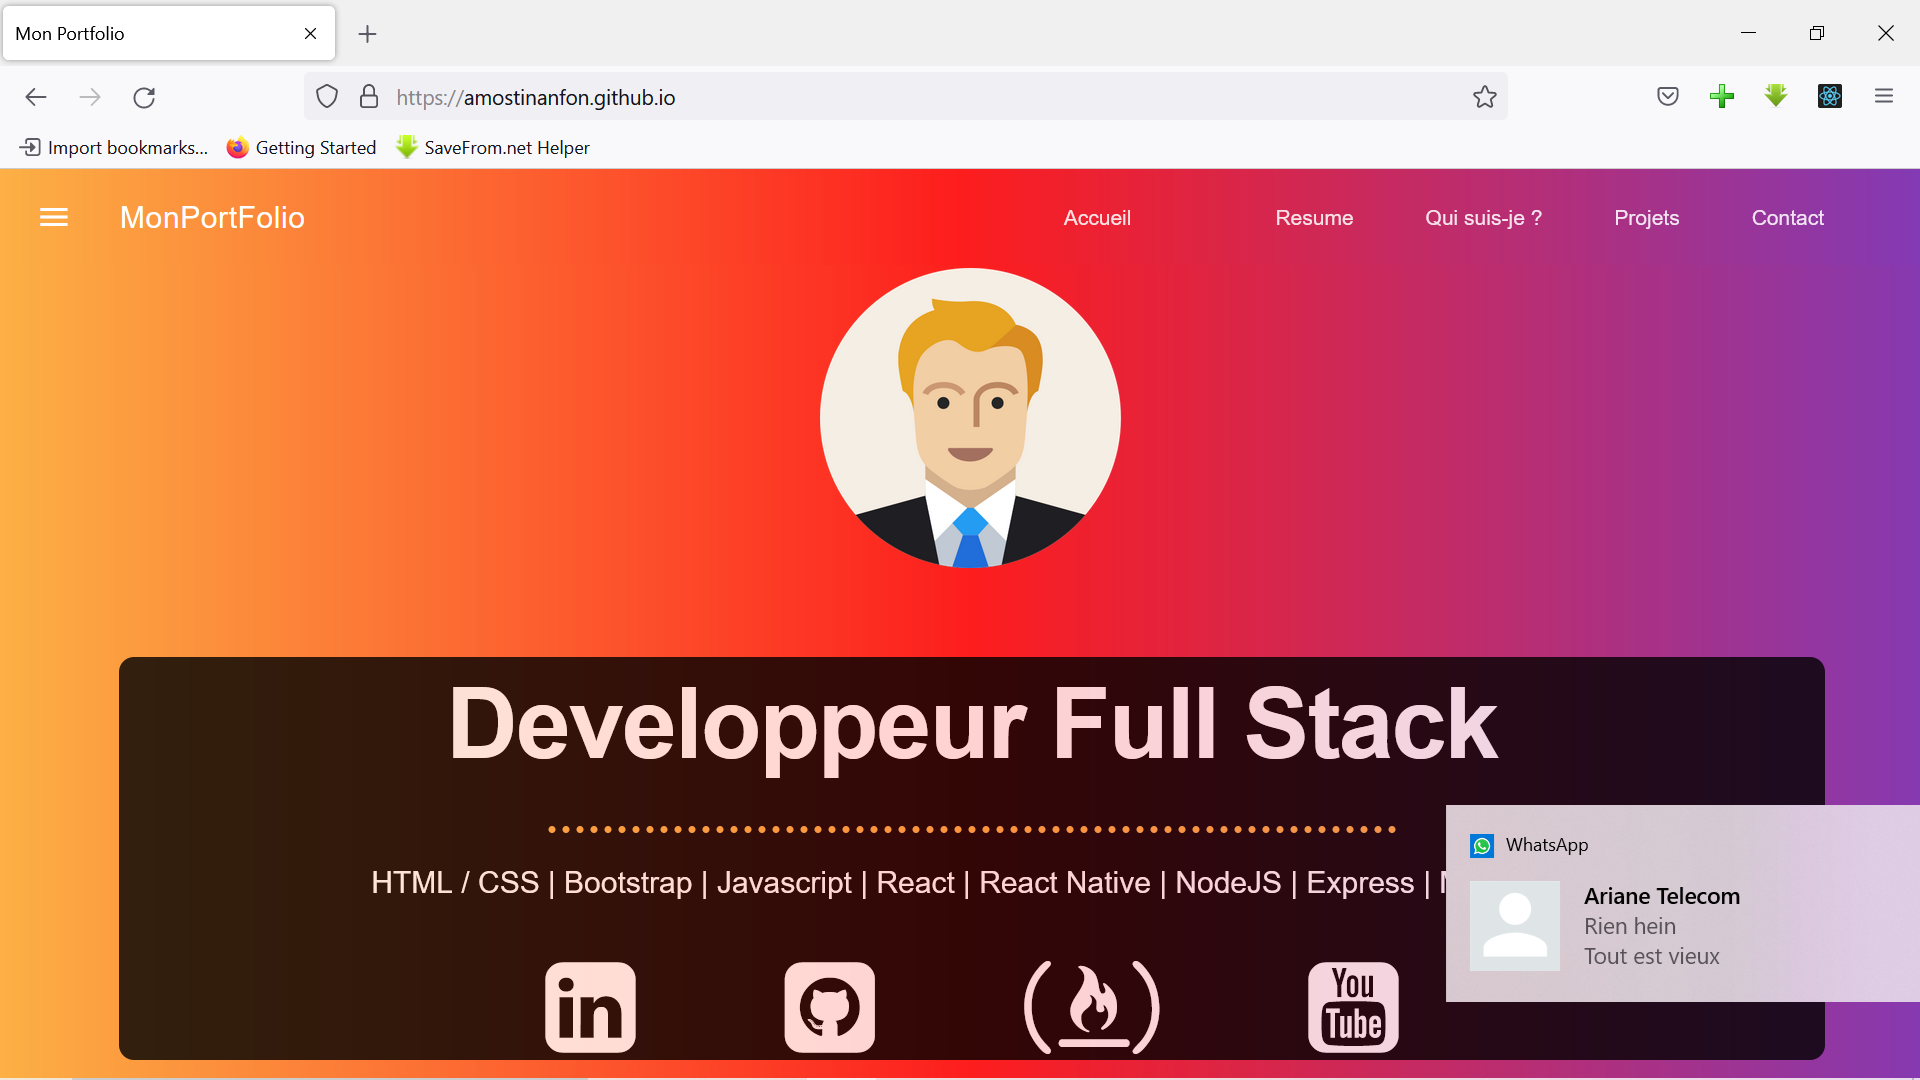 Mon Portfolio
https://amostinanfon.github.io
Import bookmarks... Getting Started SaveFrom.net Helper
MonPortFolio Accueil Resume Qui suis-je ? Projets Contact
Developpeur Full Stack
HTML / CSS | Bootstrap | Javascript | React | React Native | NodeJS | Express |
in You Tube
WhatsApp
Ariane Telecom
Rien hein
Tout est vieux